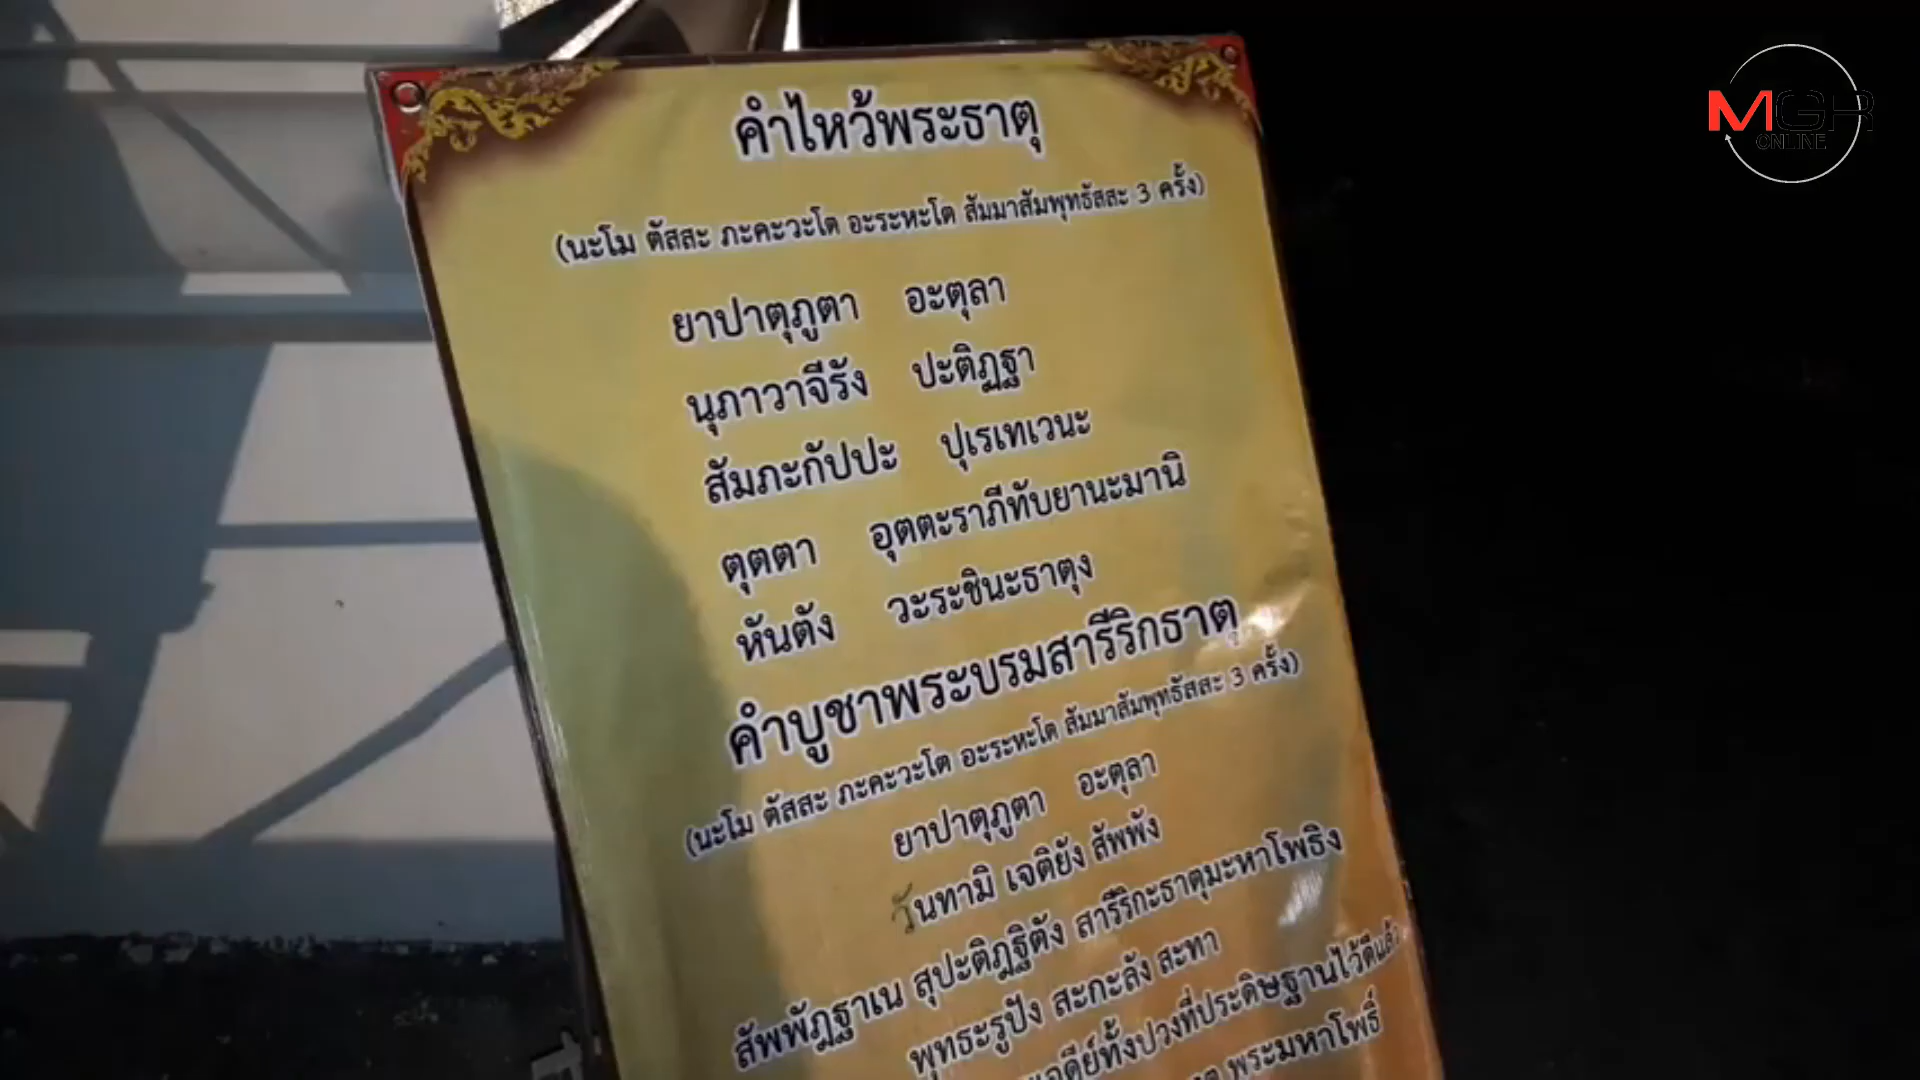 คำไหว้พระธาตุ
(นะโม ตัสสะ ภะคะวะโต อะระหะโต สัมมาสัมพุทธัสสะ 3 ครั้ง)
ยาปาตุภูตา อะตุลา
นุภาวาจีรัง ปะติฏฐา
สัมภะกัปปะ ปุเรเทเวนะ
ตุตตา อุตตะราภีทับยานะมานิ
หันตัง วะระชินะธาตุง
คำบูชาพระบรมสารีริกธาตุ
(นะโม ตัสสะ ภะคะวะโต อะระหะโต สัมมาสัมพุทธัสสะ 3 ครั้ง)
ยาปาตุภูตา อะตุลา
วันทามิ เจติยัง สัพพัง
สัพพัฎฐาเน สุปะติฎฐิตัง สารีริกะธาตุมะหาโพธิง
พุทธะรูปัง สะกะลัง สะทา
เจดีย์ทั้งปวงที่ประดิษฐานไว้ดีแล้ว
พระมหาโพธิ์
MGR
ONLINE